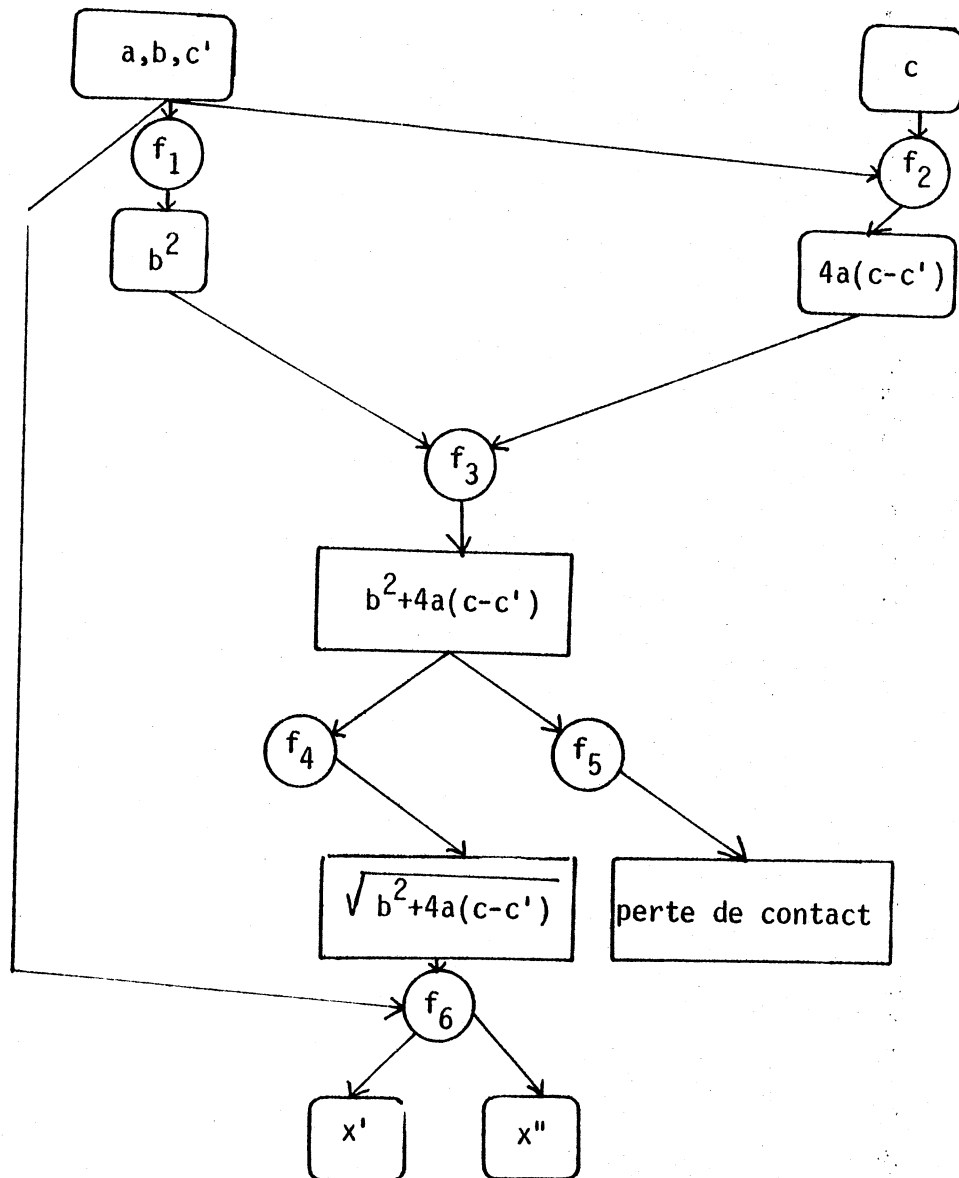 a,b,c'
c
f₁
f₂
b²
4a(c-c')
f₃
b²+4a(c-c')
f₄
f₅
√b²+4a(c-c')
perte de contact
f₆
x'
x"